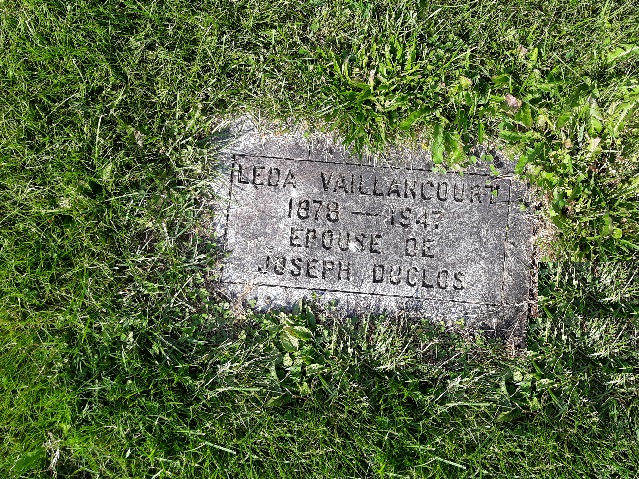 LEDA VAILLANCOURT
1878 — 1947
EPOUSE DE
JOSEPH DUCLOS